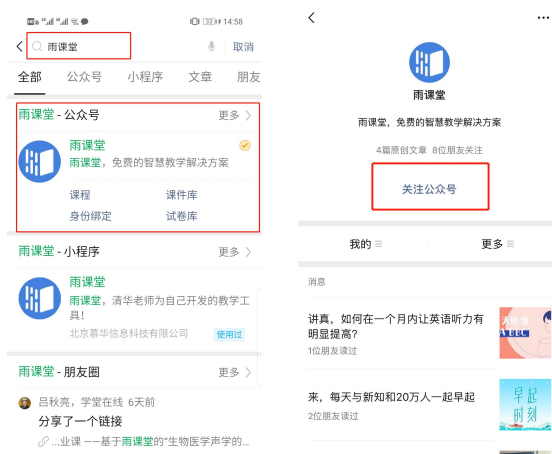 14:58
雨课堂
取消
全部 公众号 小程序 文章 朋友
雨课堂 - 公众号 更多
雨课堂
雨课堂，免费的智慧教学解决方案
课程 课件库
身份绑定 试卷库
雨课堂 - 小程序 更多
雨课堂
雨课堂，清华老师为自己开发的教学工
具！
北京慕华信息科技有限公司 使用过
雨课堂 - 朋友圈 更多
吕秋亮，学堂在线 6天前
分享了一个链接
...业课 ——基于雨课堂的“生物医学声学的...
雨课堂
雨课堂，免费的智慧教学解决方案
4篇原创文章 8位朋友关注
关注公众号
我的 更多
消息
讲真，如何在一个月内让英语听力有
明显提高?
1位朋友读过
来，每天与新知和20万人一起早起
2位朋友读过
早起
时刻